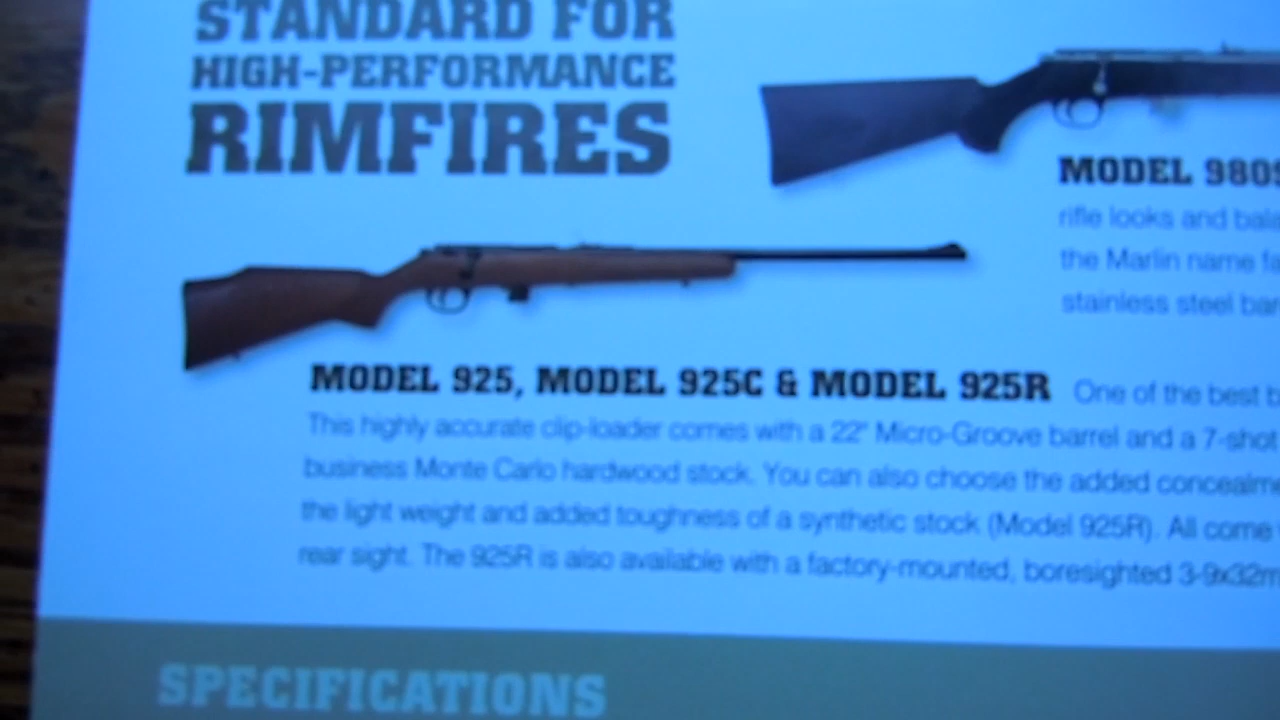 STANDARD FOR
HIGH-PERFORMANCE
RIMFIRES
MODEL 980S
rifle looks and bala
the Marlin name fa
stainless steel bar
MODEL 925, MODEL 925C & MODEL 925R One of the best b
This highly accurate clip-loader comes with a 22" Micro-Groove barrel and a 7-shot
business Monte Carlo hardwood stock. You can also choose the added concealme
the light weight and added toughness of a synthetic stock (Model 925R). All come
rear sight. The 925R is also available with a factory-mounted, boresighted 3-9x32m
SPECIFICATIONS